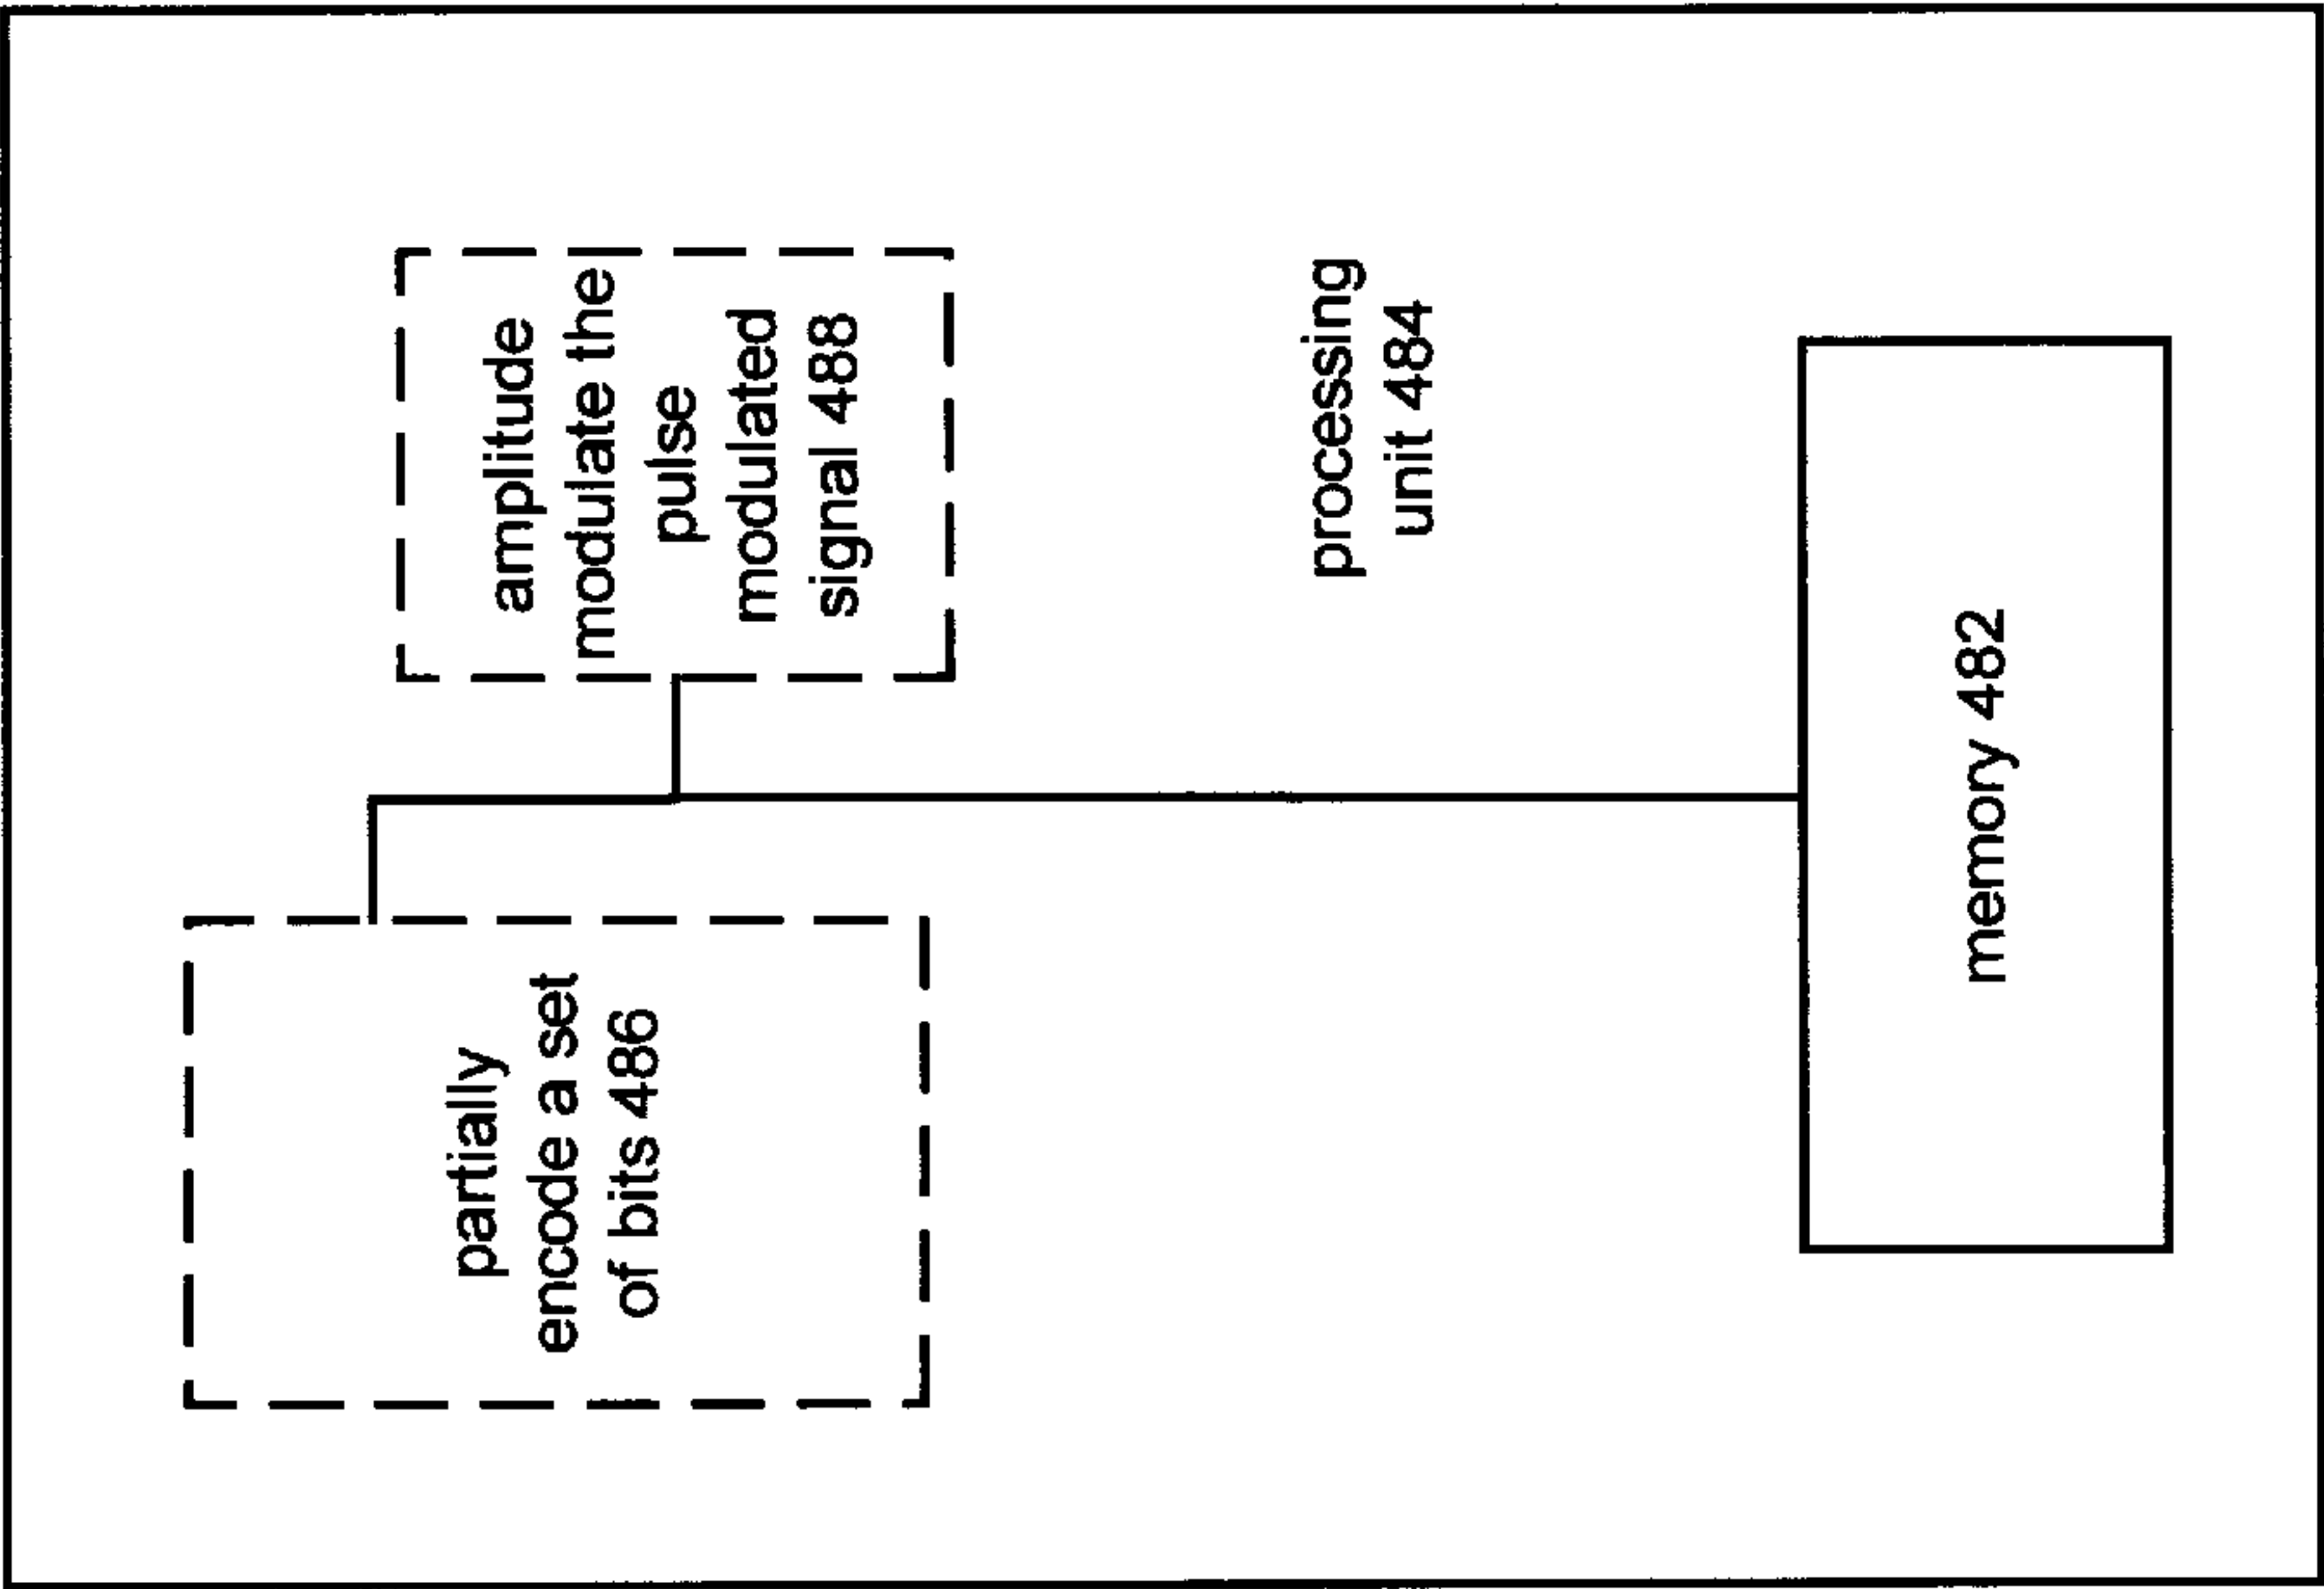 partially
encode a set
of bits 486
amplitude
modulate the
pulse
modulated
signal 488
processing
unit 484
memory 482